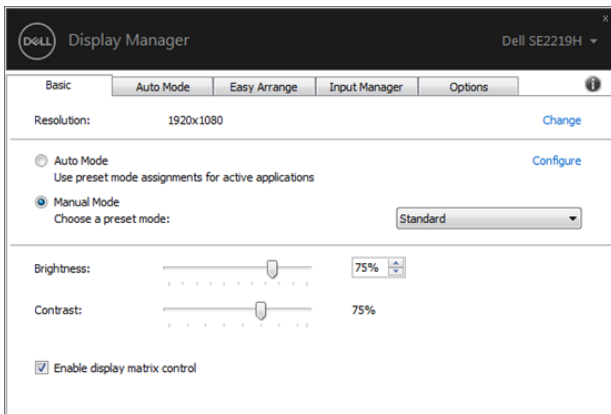 x
DELL Display Manager Dell SE2219H
Basic Auto Mode Easy Arrange Input Manager Options
Resolution: 1920x1080 Change
Auto Mode Configure
Use preset mode assignments for active applications
Manual Mode
Choose a preset mode: Standard
Brightness: 75%
Contrast: 75%
Enable display matrix control